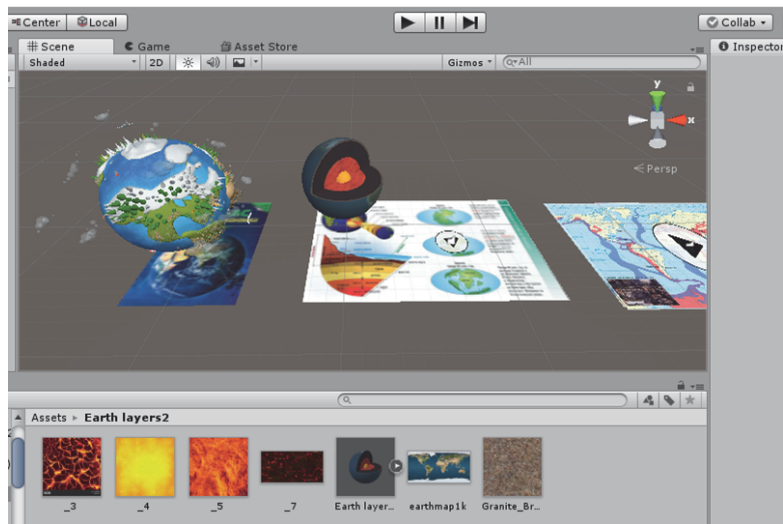 Center Local Collab
Scene Game Asset Store Inspector
Shaded 2D Gizmos All
y
x
Persp
Assets Earth layers2
_3 _4 _5 _7 Earth layer... earthmap1k Granite_Br...